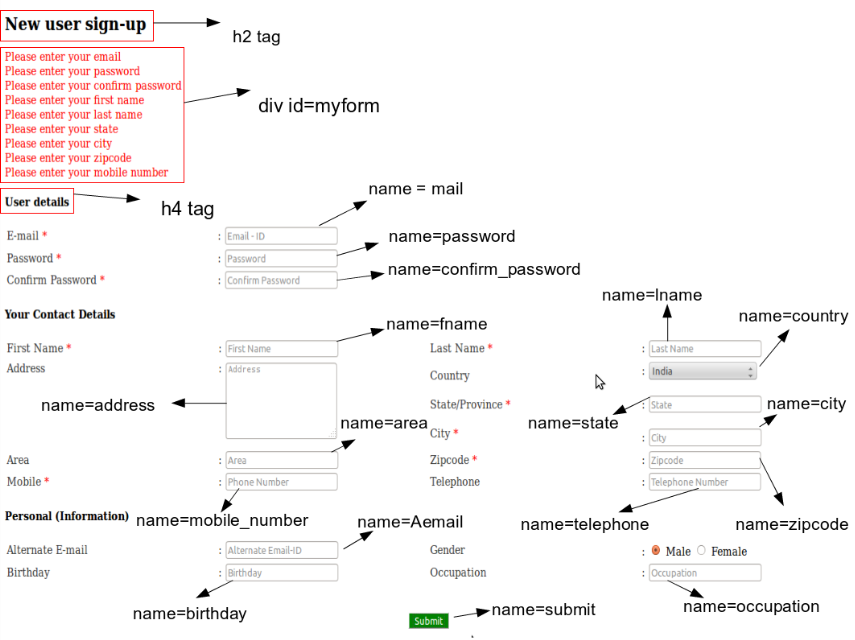 New user sign-up
h2 tag
Please enter your email
Please enter your password
Please enter your confirm password
Please enter your first name
Please enter your last name
Please enter your state
Please enter your city
Please enter your zipcode
Please enter your mobile number
div id=myform
User details
h4 tag
name = mail
E-mail * : Email - ID
name=password
Password * : Password
name=confirm_password
Confirm Password * : Confirm Password
name=lname
Your Contact Details
name=country
name=fname
First Name * : First Name Last Name * : Last Name
Address : Address Country : India
name=address
State/Province * : State
name=city
name=area
name=state
City * : City
Area : Area Zipcode * : Zipcode
Mobile * : Phone Number Telephone : Telephone Number
Personal (Information)
name=mobile_number
name=Aemail
name=telephone
name=zipcode
Alternate E-mail : Alternate Email-ID Gender : Male Female
Birthday : Birthday Occupation : Occupation
name=birthday
name=submit
name=occupation
Submit